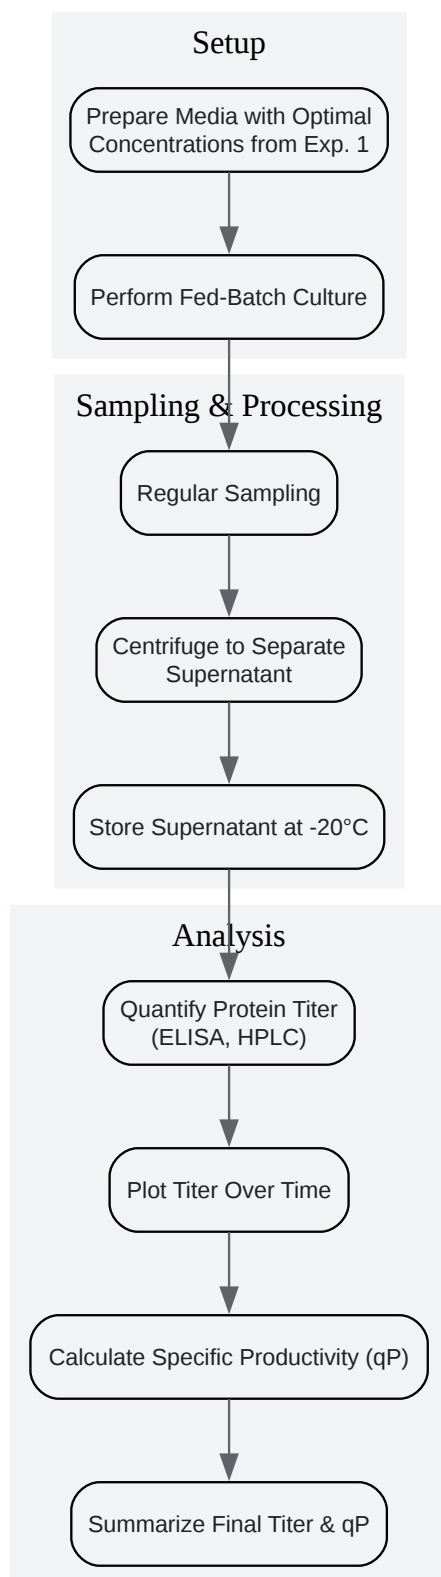 Setup
Prepare Media with Optimal
Concentrations from Exp. 1
Perform Fed-Batch Culture
Sampling & Processing
Regular Sampling
Centrifuge to Separate
Supernatant
Store Supernatant at -20°C
Analysis
Quantify Protein Titer
(ELISA, HPLC)
Plot Titer Over Time
Calculate Specific Productivity (qP)
Summarize Final Titer & qP